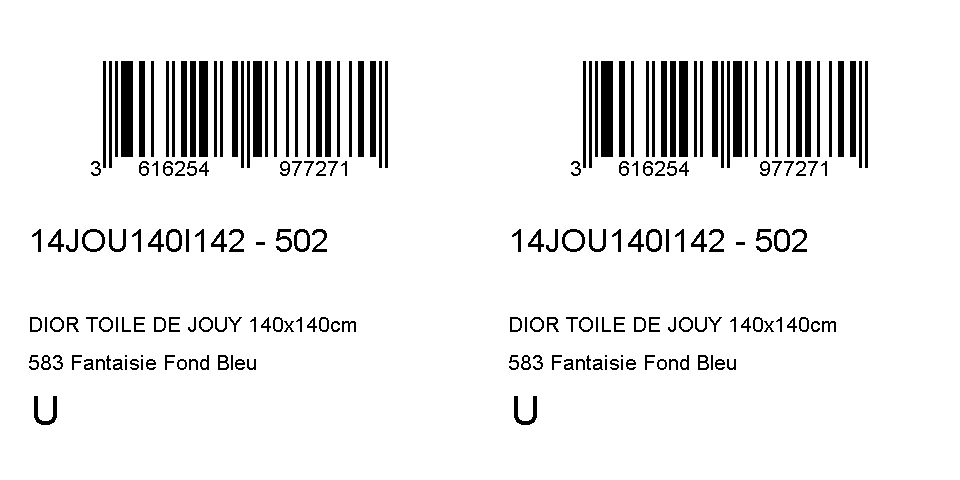 3 616254 977271
14JOU140I142 - 502
DIOR TOILE DE JOUY 140x140cm
583 Fantaisie Fond Bleu
U
3 616254 977271
14JOU140I142 - 502
DIOR TOILE DE JOUY 140x140cm
583 Fantaisie Fond Bleu
U